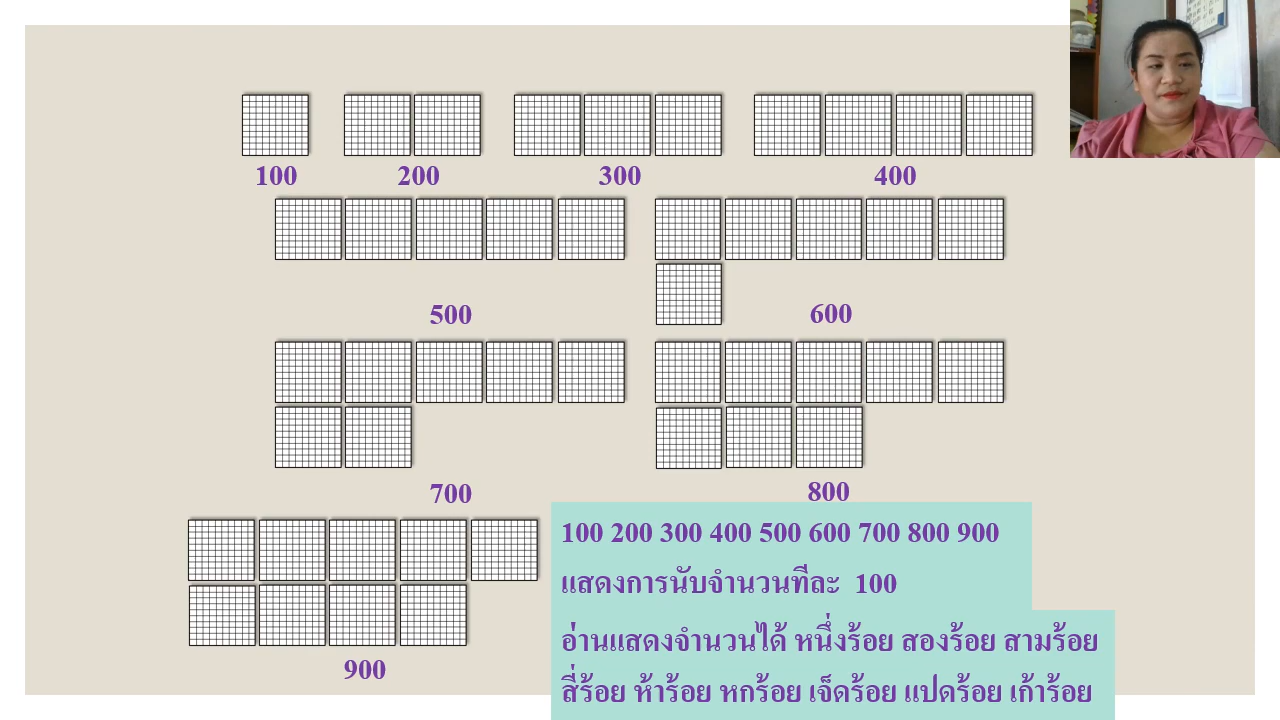 100 200 300 400
500 600
700 800
900
100 200 300 400 500 600 700 800 900
แสดงการนับจำนวนทีละ 100
อ่านแสดงจำนวนได้ หนึ่งร้อย สองร้อย สามร้อย
สี่ร้อย ห้าร้อย หกร้อย เจ็ดร้อย แปดร้อย เก้าร้อย